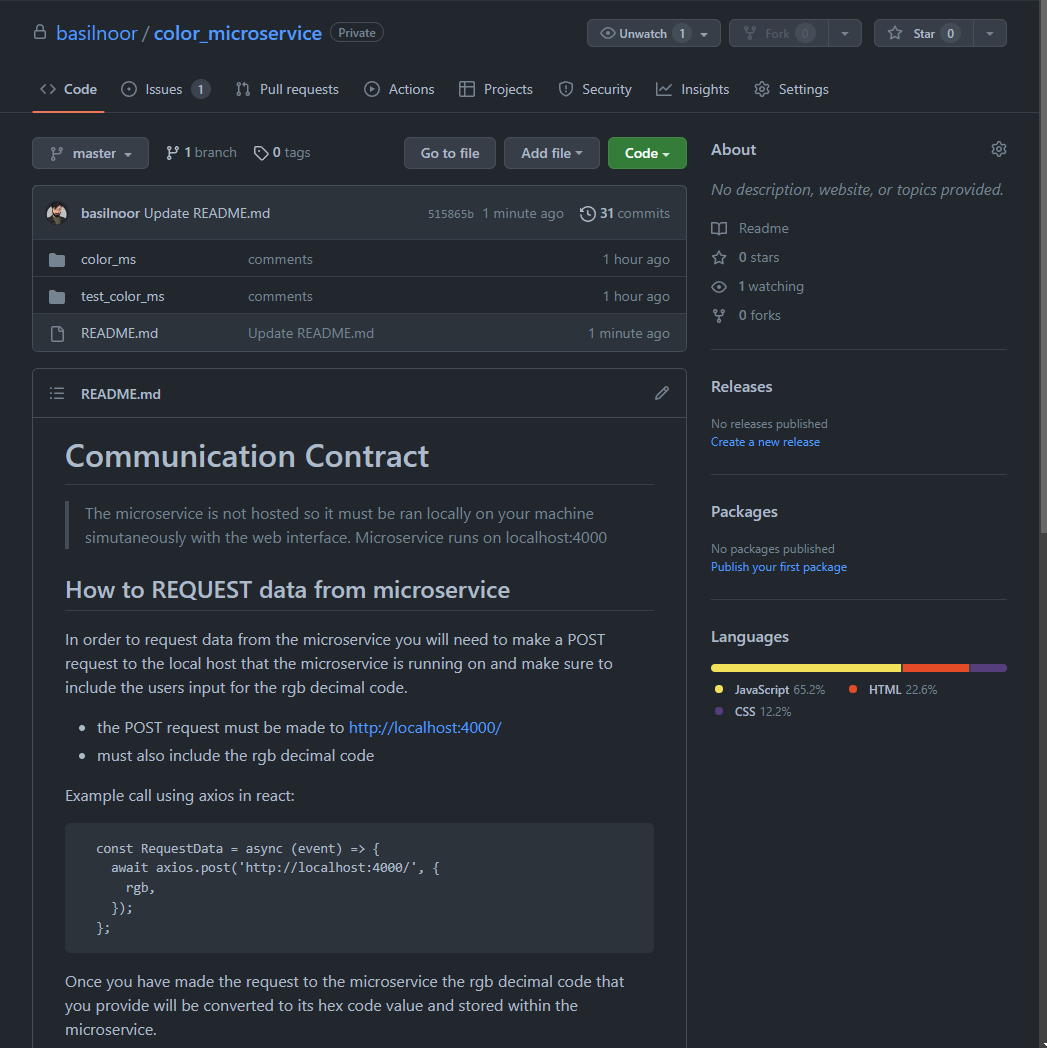 basilnoor / color_microservice Private
Unwatch 1 Fork 0 Star 0
Code Issues 1 Pull requests Actions Projects Security Insights Settings
master 1 branch 0 tags Go to file Add file Code
basilnoor Update README.md 515865b 1 minute ago 31 commits
color_ms comments 1 hour ago
test_color_ms comments 1 hour ago
README.md Update README.md 1 minute ago
README.md
Communication Contract
The microservice is not hosted so it must be ran locally on your machine
simutaneously with the web interface. Microservice runs on localhost:4000
How to REQUEST data from microservice
In order to request data from the microservice you will need to make a POST
request to the local host that the microservice is running on and make sure to
include the users input for the rgb decimal code.
the POST request must be made to http://localhost:4000/
must also include the rgb decimal code
Example call using axios in react:
const RequestData = async (event) => {
await axios.post('http://localhost:4000/', {
rgb,
});
};
Once you have made the request to the microservice the rgb decimal code that
you provide will be converted to its hex code value and stored within the
microservice.
About
No description, website, or topics provided.
Readme
0 stars
1 watching
0 forks
Releases
No releases published
Create a new release
Packages
No packages published
Publish your first package
Languages
JavaScript 65.2% HTML 22.6%
CSS 12.2%